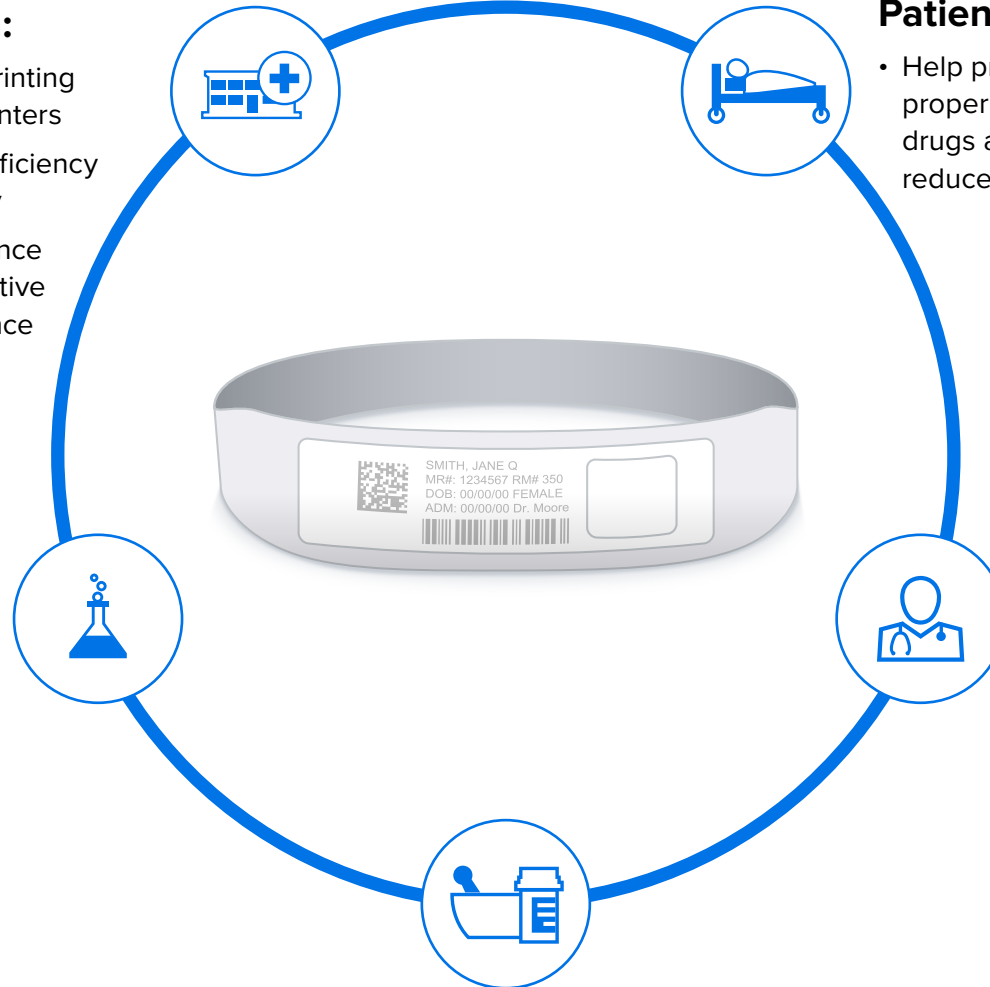 :
rinting
nters
ficiency
nce
tive
nce
Patien
• Help pr
proper
drugs a
reduce
SMITH, JANE Q
MR#: 1234567 RM# 350
DOB: 00/00/00 FEMALE
ADM: 00/00/00 Dr. Moore